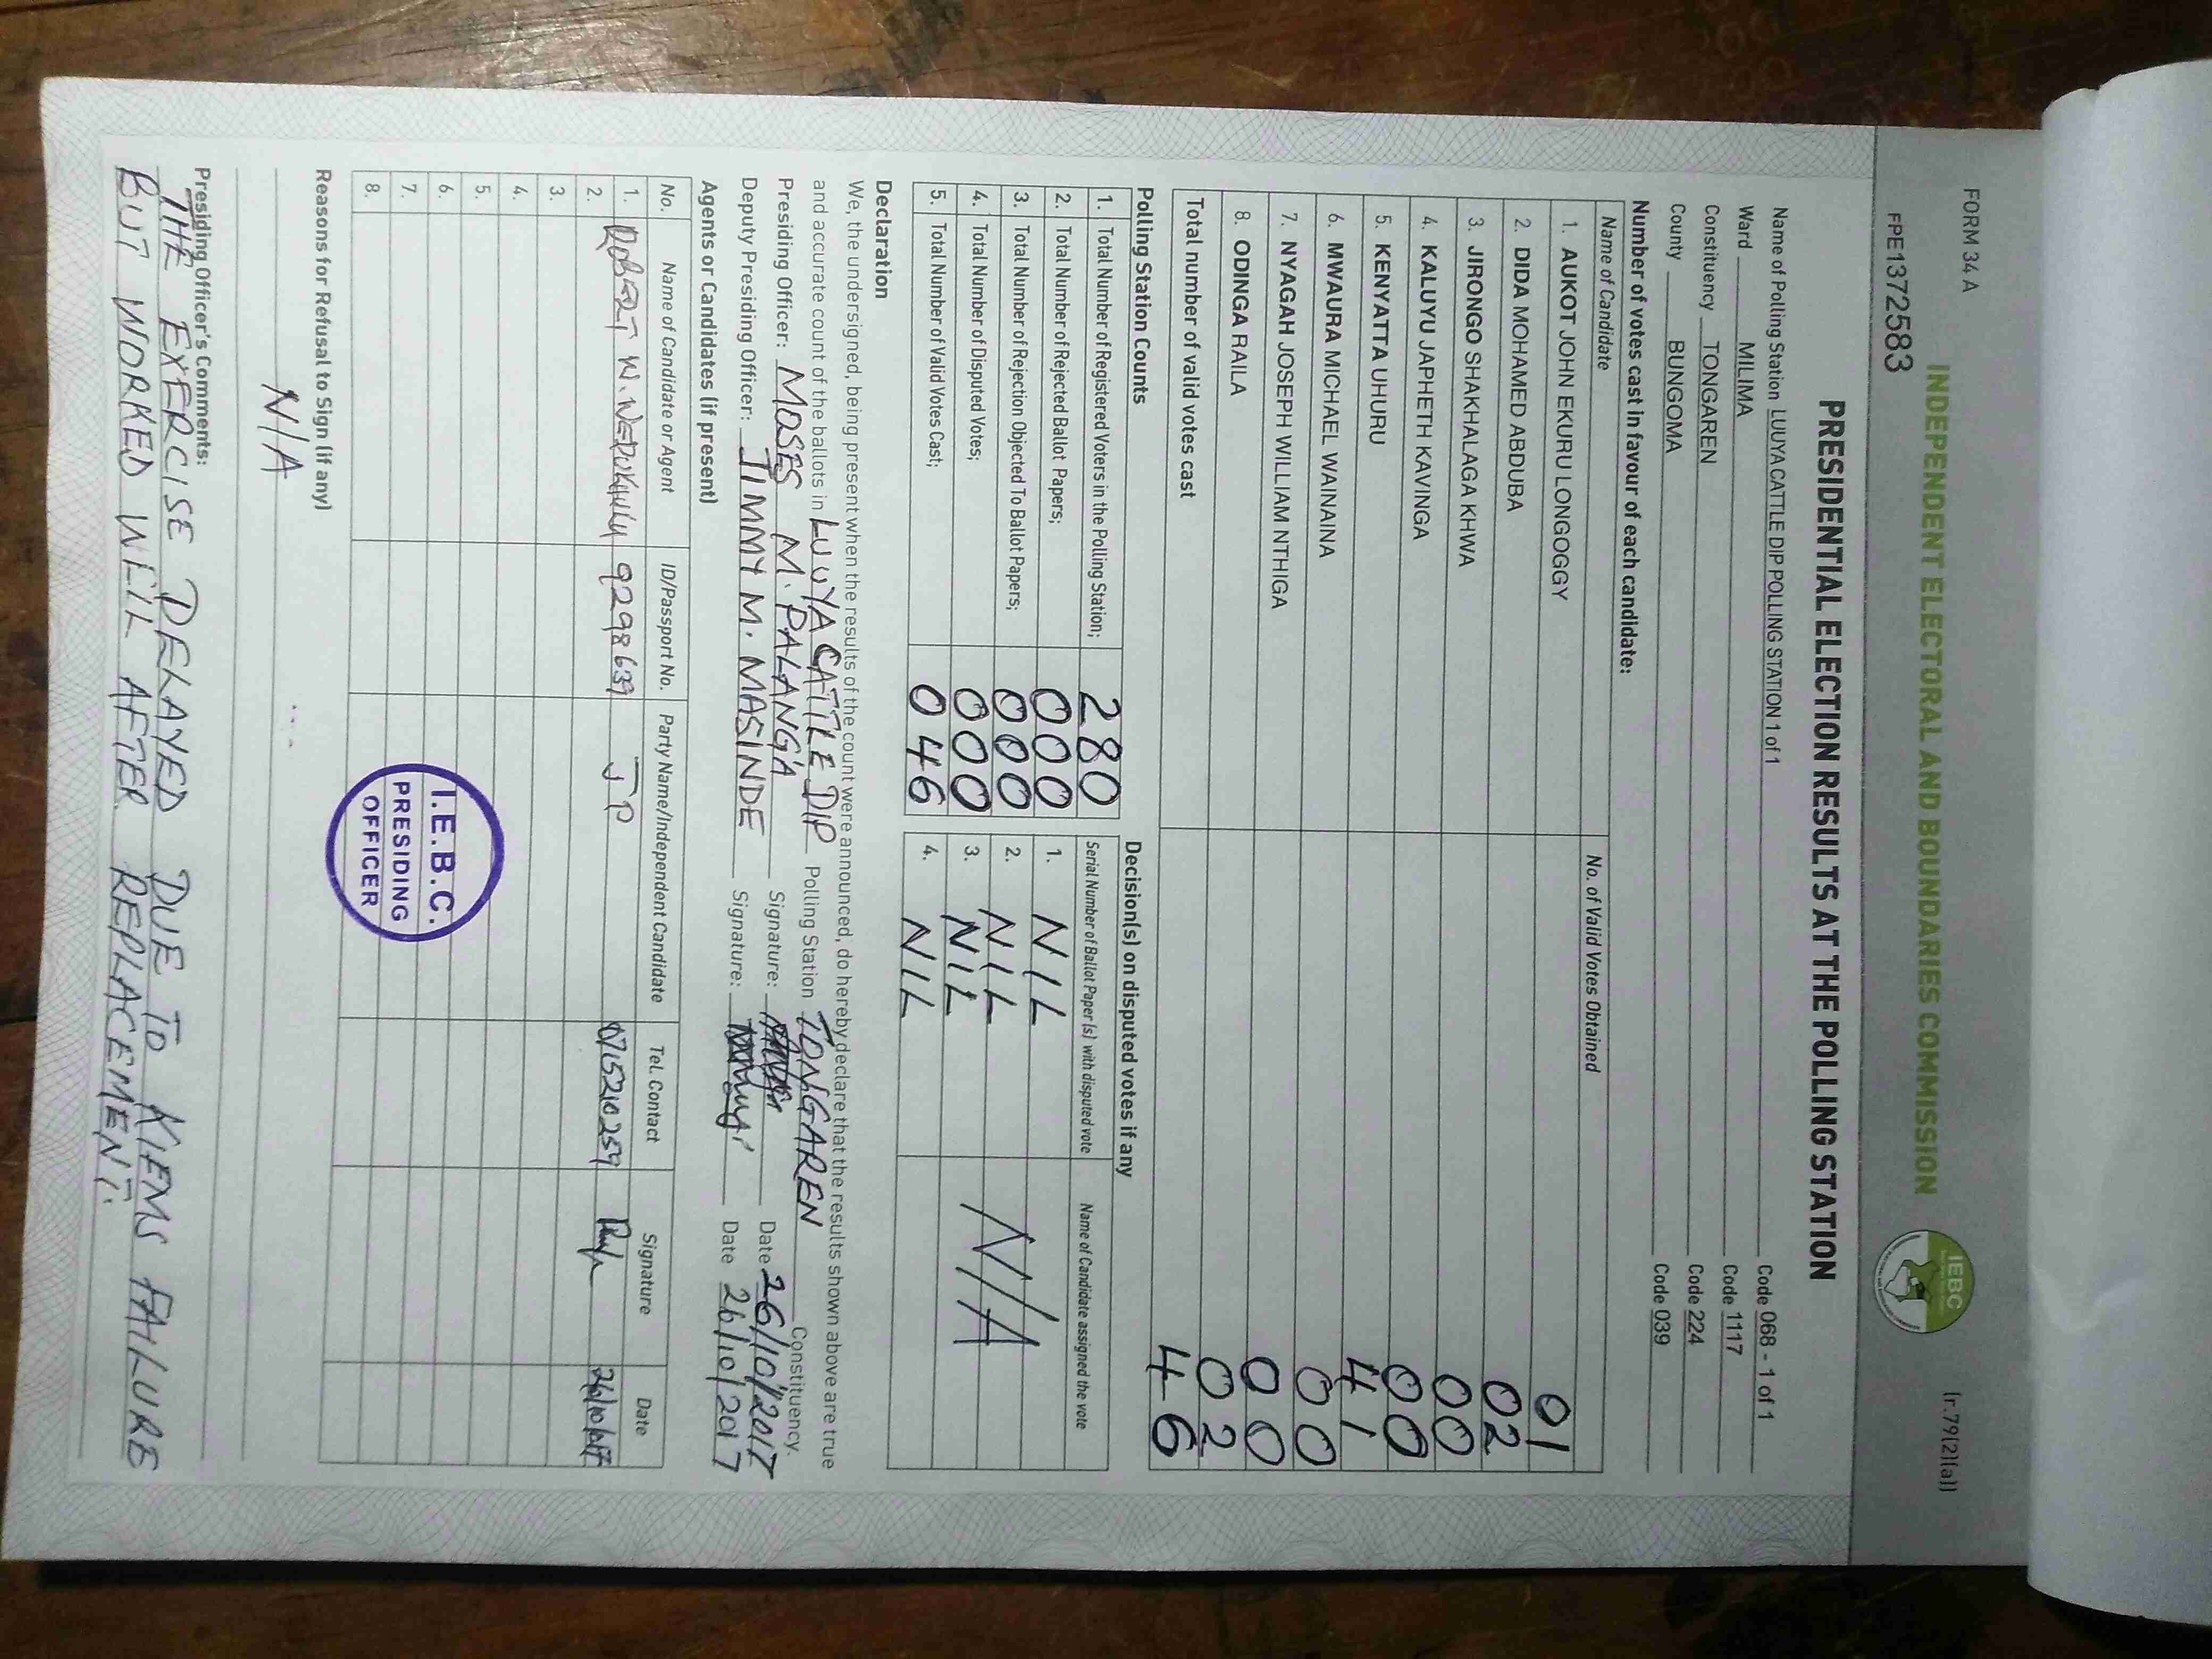 FORM 34 A
(r.79(2)(a))
INDEPENDENT ELECTORAL AND BOUNDARIES COMMISSION
IEBC
FPE1372583
PRESIDENTIAL ELECTION RESULTS AT THE POLLING STATION
Name of Polling Station LUUYA CATTLE DIP POLLING STATION 1 of 1 Code 068 - 1 of 1
Ward MILIMA Code 1117
Constituency TONGAREN Code 224
County BUNGOMA Code 039
Number of votes cast in favour of each candidate:
Name of Candidate No. of Valid Votes Obtained
1. AUKOT JOHN EKURU LONGOGGY 01
2. DIDA MOHAMED ABDUBA 02
3. JIRONGO SHAKHALAGA KHWA 00
4. KALUYU JAPHETH KAVINGA 00
5. KENYATTA UHURU 41
6. MWAURA MICHAEL WAINAINA 00
7. NYAGAH JOSEPH WILLIAM NTHIGA 00
8. ODINGA RAILA 02
Total number of valid votes cast 46
Polling Station Counts
Decision(s) on disputed votes if any
1. Total Number of Registered Voters in the Polling Station; 280
2. Total Number of Rejected Ballot Papers; 000
3. Total Number of Rejection Objected To Ballot Papers; 000
4. Total Number of Disputed Votes; 000
5. Total Number of Valid Votes Cast; 046
Serial Number of Ballot Paper (s) with disputed vote Name of Candidate assigned the vote
1. NIL
2. NIL
3. NIL
4. NIL
N/A
Declaration
We, the undersigned, being present when the results of the count were announced, do hereby declare that the results shown above are true
and accurate count of the ballots in LUUYA CATTLE DIP Polling Station TONGAREN Constituency.
Presiding Officer: MOSES M. PALANGA Signature: Date 26/10/2017
Deputy Presiding Officer: TIMMY M. MASINDE Signature: Date 26/10/2017
Agents or Candidates (if present)
No. Name of Candidate or Agent ID/Passport No. Party Name/Independent Candidate Tel. Contact Signature Date
1. ROBERT W. 9298639 JP 0715210259
2.
3.
4.
5.
6.
7.
8.
I.E.B.C.
PRESIDING
OFFICER
Reasons for Refusal to Sign (if any)
N/A
Presiding Officer's Comments:
THE EXERCISE DELAYED DUE TO KIEMS FAILURE
BUT WORKED WELL AFTER REPLACEMENT.